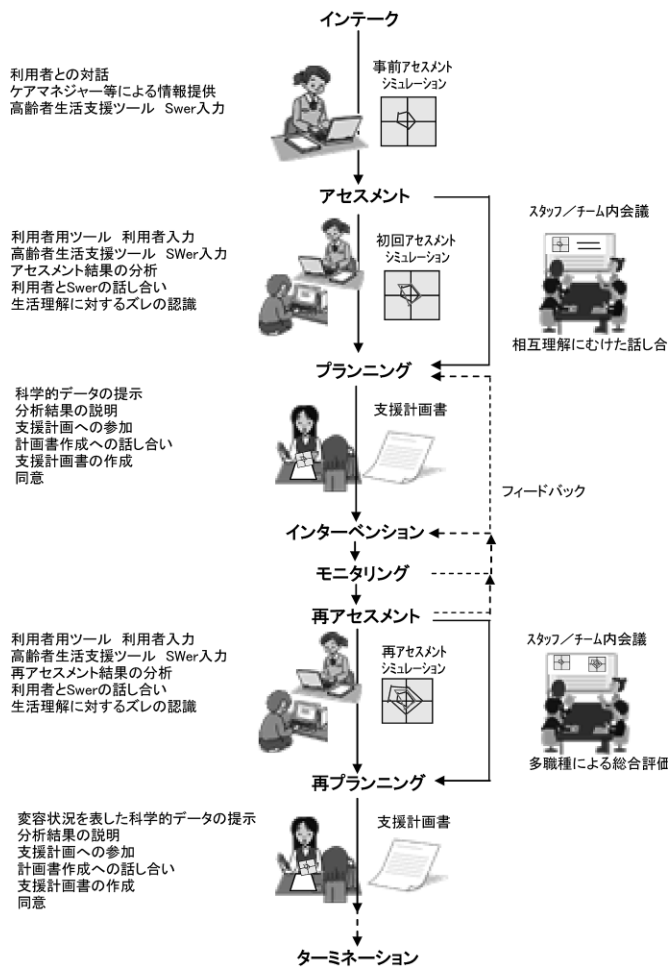 インテーク
利用者との対話
ケアマネジャー等による情報提供
高齢者生活支援ツール Swer入力
事前アセスメント
シミュレーション
アセスメント
利用者用ツール 利用者入力
高齢者生活支援ツール SWer入力
アセスメント結果の分析
利用者とSwerの話し合い
生活理解に対するズレの認識
初回アセスメント
シミュレーション
スタッフ/チーム内会議
相互理解にむけた話し合
プランニング
科学的データの提示
分析結果の説明
支援計画への参加
計画書作成への話し合い
支援計画書の作成
同意
支援計画書
フィードバック
インターベンション
モニタリング
再アセスメント
利用者用ツール 利用者入力
高齢者生活支援ツール SWer入力
再アセスメント結果の分析
利用者とSwerの話し合い
生活理解に対するズレの認識
再アセスメント
シミュレーション
スタッフ/チーム内会議
多職種による総合評価
再プランニング
変容状況を表した科学的データの提示
分析結果の説明
支援計画への参加
計画書作成への話し合い
支援計画書の作成
同意
支援計画書
ターミネーション